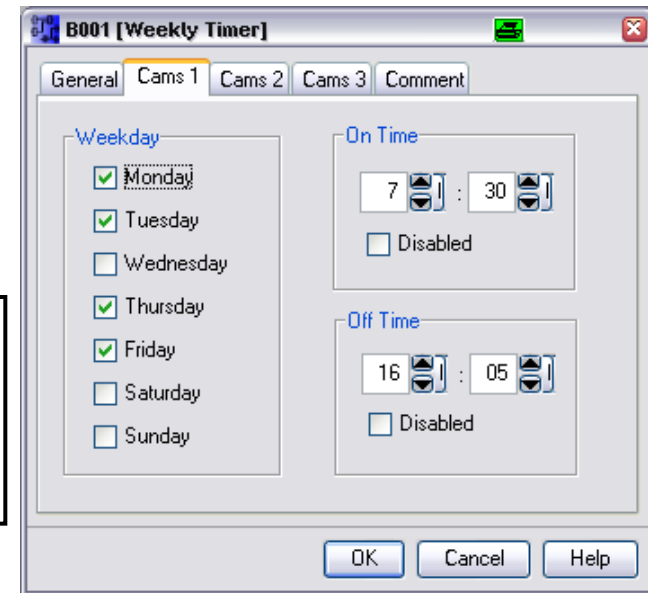 B001 [Weekly Timer]
General Cams 1 Cams 2 Cams 3 Comment
Weekday
Monday
Tuesday
Wednesday
Thursday
Friday
Saturday
Sunday
On Time
7 : 30
Disabled
Off Time
16 : 05
Disabled
OK Cancel Help